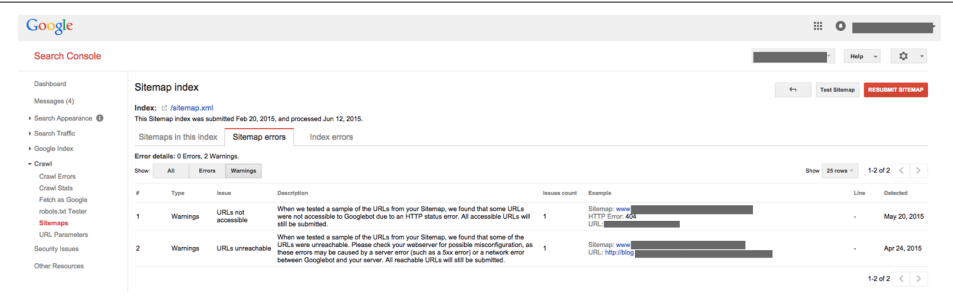 Google
Search Console
Help
Dashboard
Messages (4)
Search Appearance
Search Traffic
Google Index
Crawl
Crawl Errors
Crawl Stats
Fetch as Google
robots.txt Tester
Sitemaps
URL Parameters
Security Issues
Other Resources
Sitemap index
Test Sitemap
RESUBMIT SITEMAP
Index: /sitemap.xml
This Sitemap index was submitted Feb 20, 2015, and processed Jun 12, 2015.
Sitemaps in this index Sitemap errors Index errors
Error details: 0 Errors, 2 Warnings.
Show: All Errors Warnings
Show 25 rows 1-2 of 2
# Type Issue Description Issues count Example Line Detected
1 Warnings
URLs not
accessible
When we tested a sample of the URLs from your Sitemap, we found that some URLs
were not accessible to Googlebot due to an HTTP status error. All accessible URLs will
still be submitted.
1
Sitemap: www
HTTP Error: 404
URL:
- May 20, 2015
2 Warnings URLs unreachable
When we tested a sample of the URLs from your Sitemap, we found that some of the
URLs were unreachable. Please check your webserver for possible misconfiguration, as
these errors may be caused by a server error (such as a 5xx error) or a network error
between Googlebot and your server. All reachable URLs will still be submitted.
1
Sitemap: www
URL: http://blog
- Apr 24, 2015
1-2 of 2